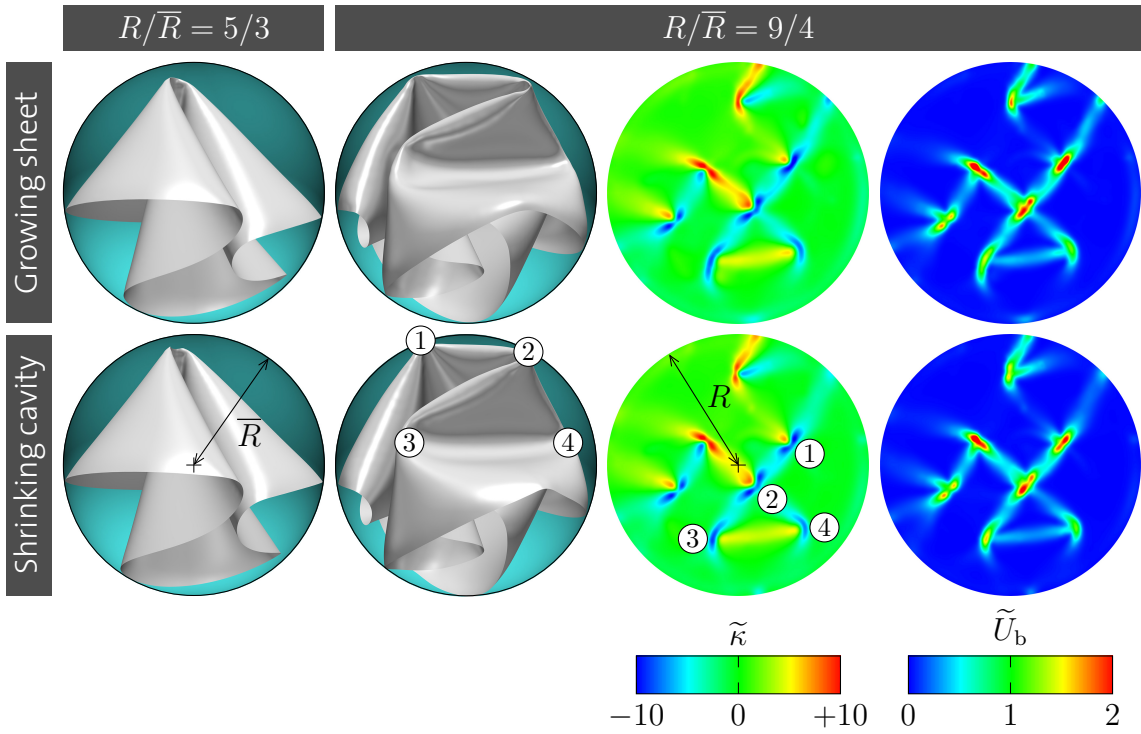 R/R̅ = 5/3
R/R̅ = 9/4
Growing sheet
Shrinking cavity
R̅
1
2
3
4
R
1
2
3
4
κ̃
−10 0 +10
Ũb
0 1 2